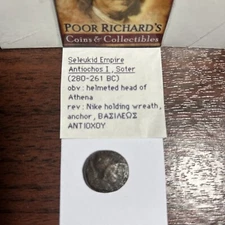 POOR RICHARD'S
Coins & Collectibles
Seleukid Empire
Antiochos I, Soter
(280-261 BC)
obv: helmeted head of
Athena
rev: Nike holding wreath,
anchor, ΒΑΣΙΛΕΩΣ
ΑΝΤΙΟΧΟΥ